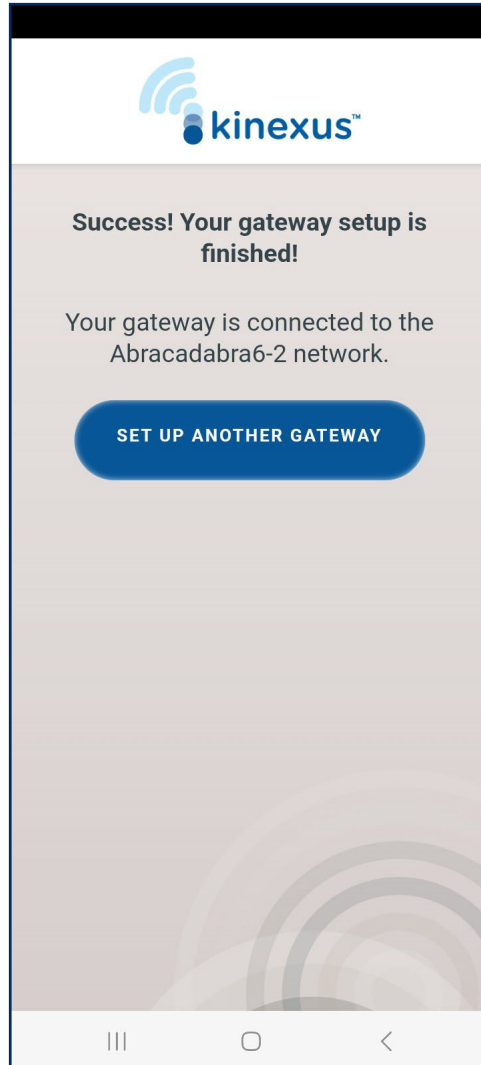 kinexus™
Success! Your gateway setup is
finished!
Your gateway is connected to the
Abracadabra6-2 network.
SET UP ANOTHER GATEWAY